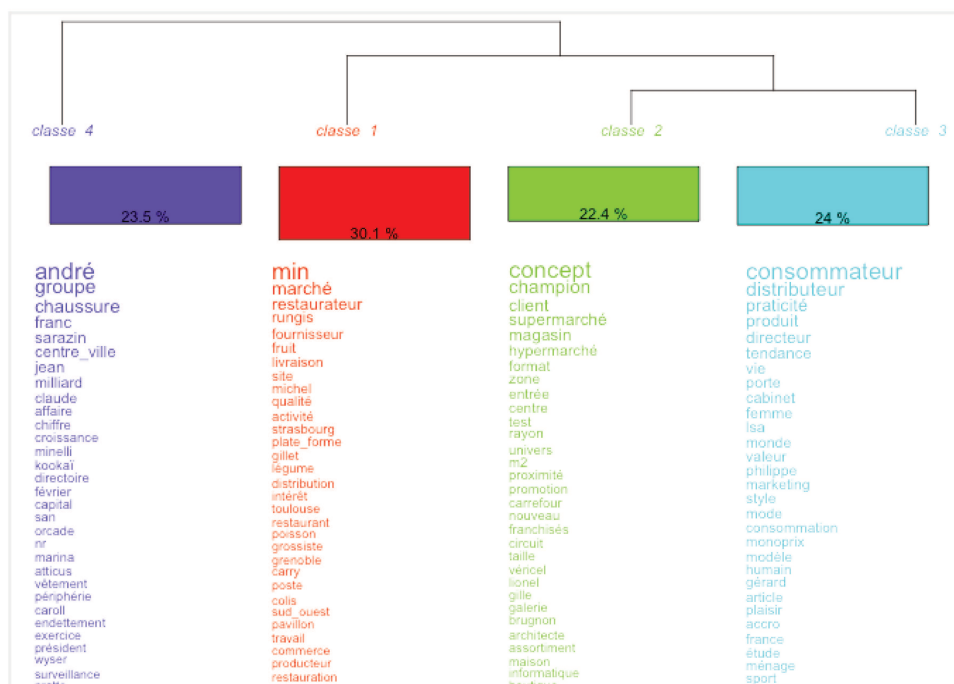 classe 4
classe 1
classe 2
classe 3
23.5 %
30.1 %
22.4 %
24 %
andré
groupe
chaussure
franc
sarazin
centre_ville
jean
milliard
claude
affaire
chiffre
croissance
minelli
kookaï
directoire
février
capital
san
orcade
nr
marina
atticus
vêtement
périphérie
caroll
endettement
exercice
président
wyser
surveillance
min
marché
restaurateur
rungis
fournisseur
fruit
livraison
site
michel
qualité
activité
strasbourg
plate_forme
gillet
légume
distribution
intérêt
toulouse
restaurant
poisson
grossiste
grenoble
carry
poste
colis
sud_ouest
pavillon
travail
commerce
producteur
restauration
concept
champion
client
supermarché
magasin
hypermarché
format
zone
entrée
centre
test
rayon
univers
m2
proximité
promotion
carrefour
nouveau
franchisés
circuit
taille
véricel
lionel
gille
galerie
brugnon
architecte
assortiment
maison
informatique
consommateur
distributeur
praticité
produit
directeur
tendance
vie
porte
cabinet
femme
lsa
monde
valeur
philippe
marketing
style
mode
consommation
monoprix
modèle
humain
gérard
article
plaisir
accro
france
étude
ménage
sport